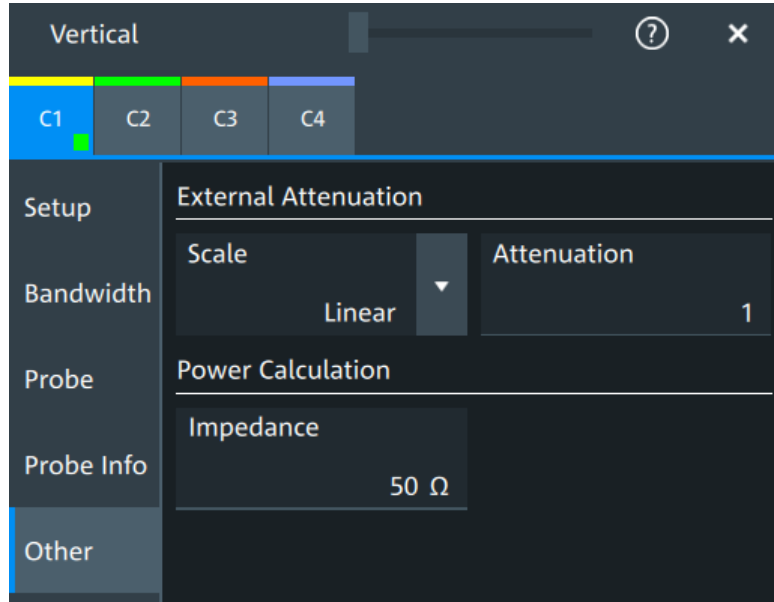 Vertical
?
C1 C2 C3 C4
Setup
Bandwidth
Probe
Probe Info
Other
External Attenuation
Scale
Linear
Attenuation
1
Power Calculation
Impedance
50 Ω